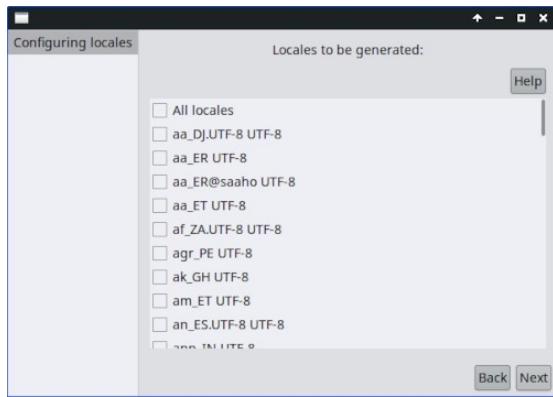 Configuring locales
Locales to be generated:
Help
All locales
aa_DJ.UTF-8 UTF-8
aa_ER UTF-8
aa_ER@saaho UTF-8
aa_ET UTF-8
af_ZA.UTF-8 UTF-8
agr_PE UTF-8
ak_GH UTF-8
am_ET UTF-8
an_ES.UTF-8 UTF-8
Back Next